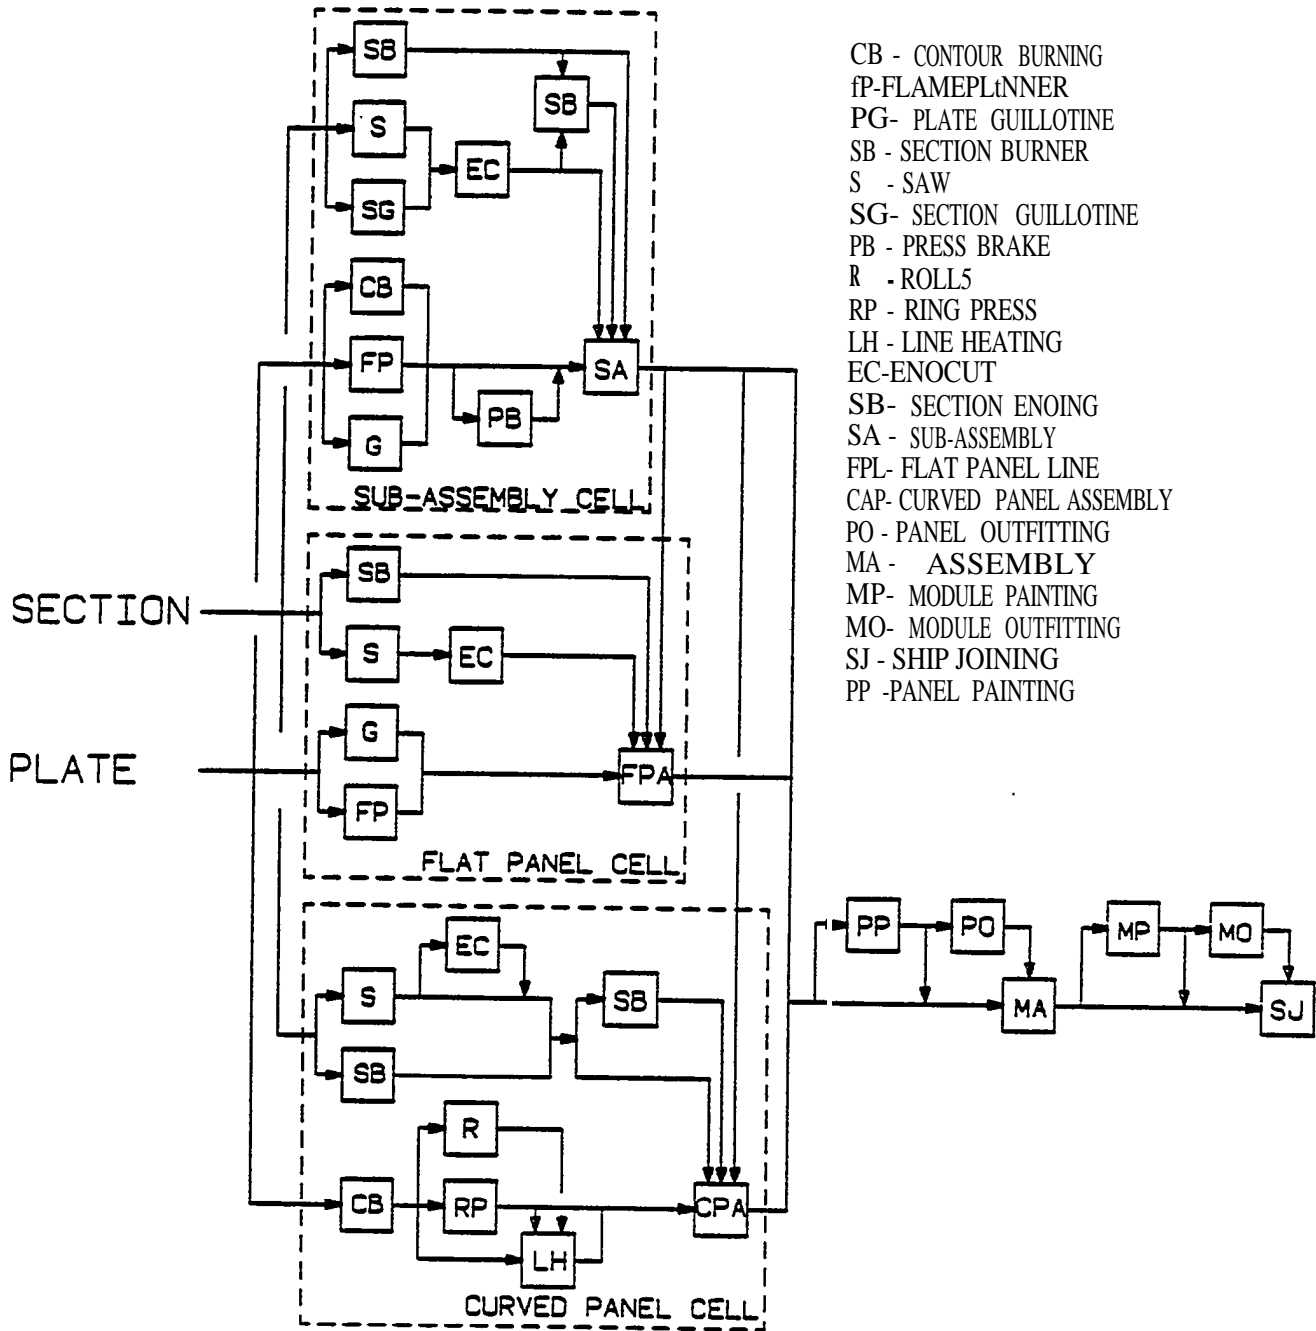 SB
SB
S
EC
SG
CB
FP
SA
PB
G
SUB-ASSEMBLY CELL
SB
SECTION
S
EC
G
PLATE
FPA
FP
FLAT PANEL CELL
EC
S
SB
SB
R
CB
RP
CPA
LH
CURVED PANEL CELL
PP
PO
MP
MO
MA
SJ
CB - CONTOUR BURNING
fP-FLAMEPLtNNER
PG- PLATE GUILLOTINE
SB - SECTION BURNER
S - SAW
SG- SECTION GUILLOTINE
PB - PRESS BRAKE
R - ROLL5
RP - RING PRESS
LH - LINE HEATING
EC-ENOCUT
SB- SECTION ENOING
SA - SUB-ASSEMBLY
FPL- FLAT PANEL LINE
CAP- CURVED PANEL ASSEMBLY
PO - PANEL OUTFITTING
MA - ASSEMBLY
MP- MODULE PAINTING
MO- MODULE OUTFITTING
SJ - SHIP JOINING
PP -PANEL PAINTING